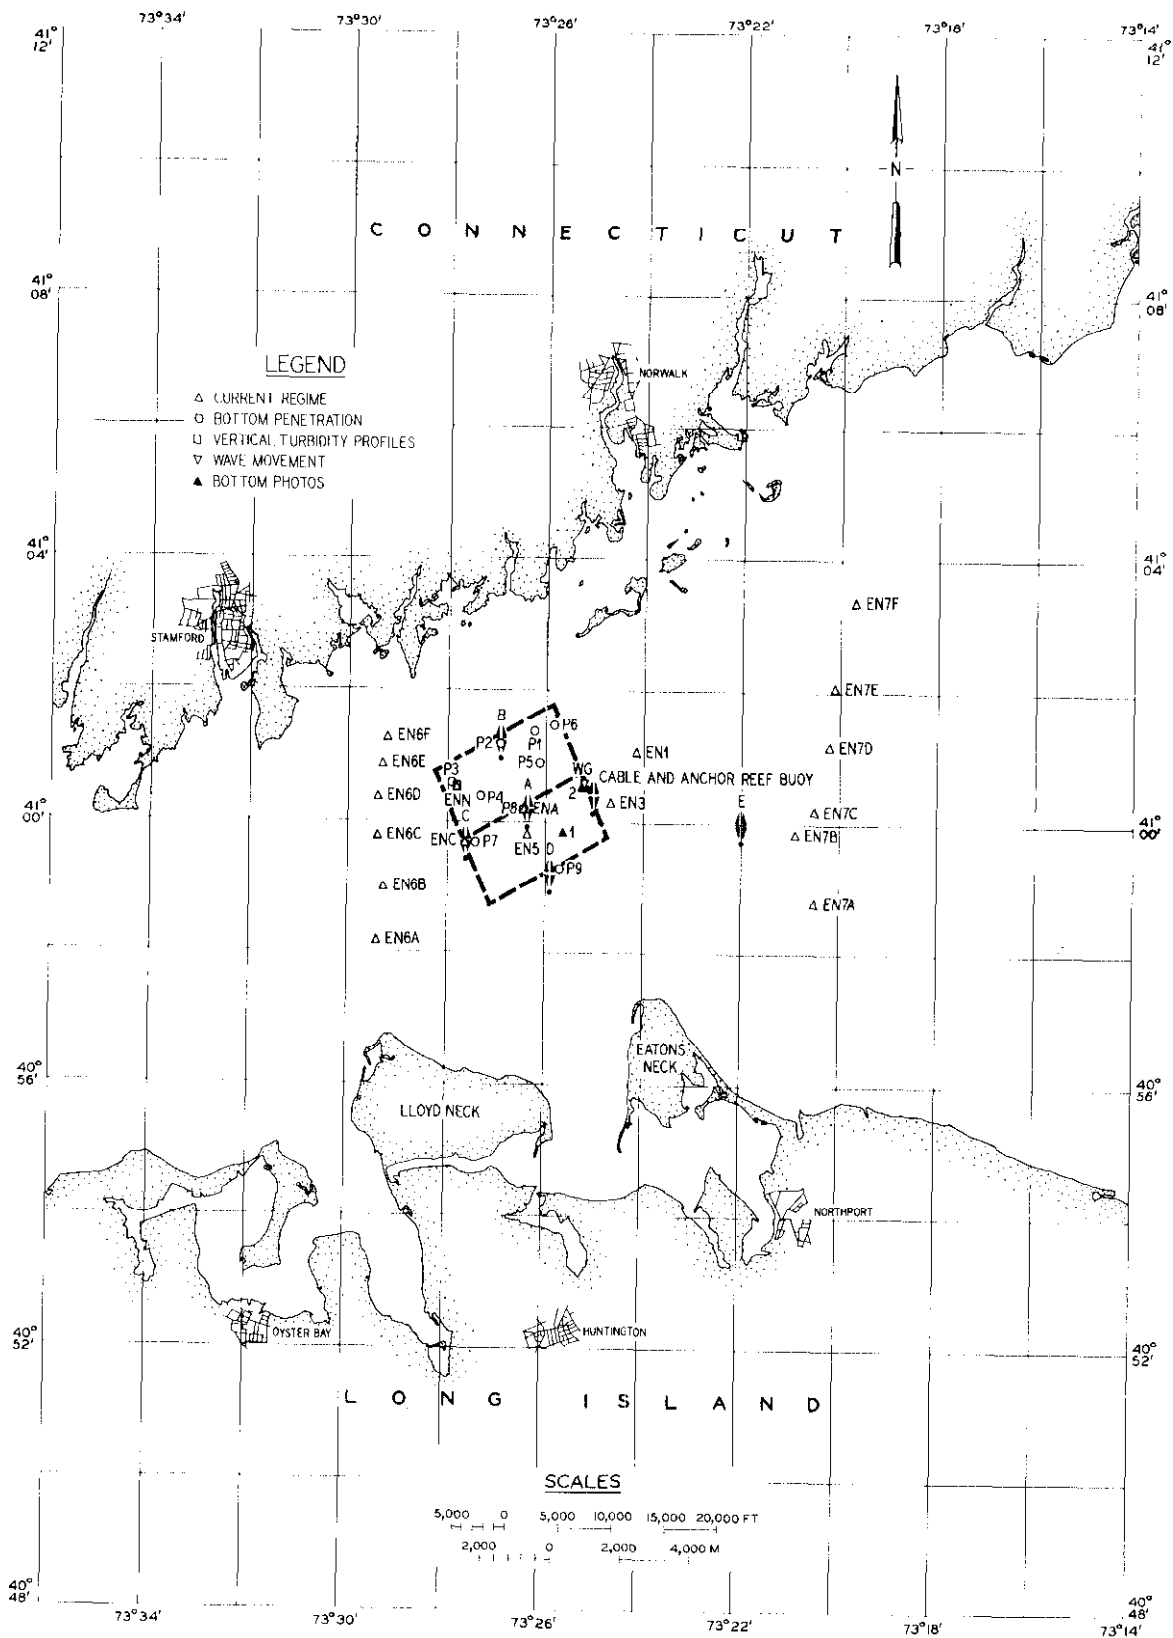 73°34' 73°30' 73°26' 73°22' 73°16' 73°14'
41° 12' 41° 12'
N
C O N N E C T I C U T
41° 08' 41° 08'
LEGEND
△ CURRENT REGIME
○ BOTTOM PENETRATION
□ VERTICAL TURBIDITY PROFILES
▽ WAVE MOVEMENT
▲ BOTTOM PHOTOS
NORWALK
41° 04' 41° 04'
STAMFORD
EN7F
EN7E
B P6
EN6F P2 P1 EN1 EN7D
EN6E P3 P5 WG CABLE AND ANCHOR REEF BUOY
EN6D ENN P4 A 2 EN3 E EN7C
41° 00' C P8 ENA 41° 00'
EN6C ENC P7 EN5 1 EN7B
D P9
EN6B EN7A
EN6A
EATONS NECK
40° 56' 40° 56'
LLOYD NECK
NORTHPORT
40° 52' OYSTER BAY HUNTINGTON 40° 52'
L O N G I S L A N D
SCALES
5,000 0 5,000 10,000 15,000 20,000 FT
2,000 0 2,000 4,000 M
40° 48' 40° 48'
73°34' 73°30' 73°26' 73°22' 73°18' 73°14'